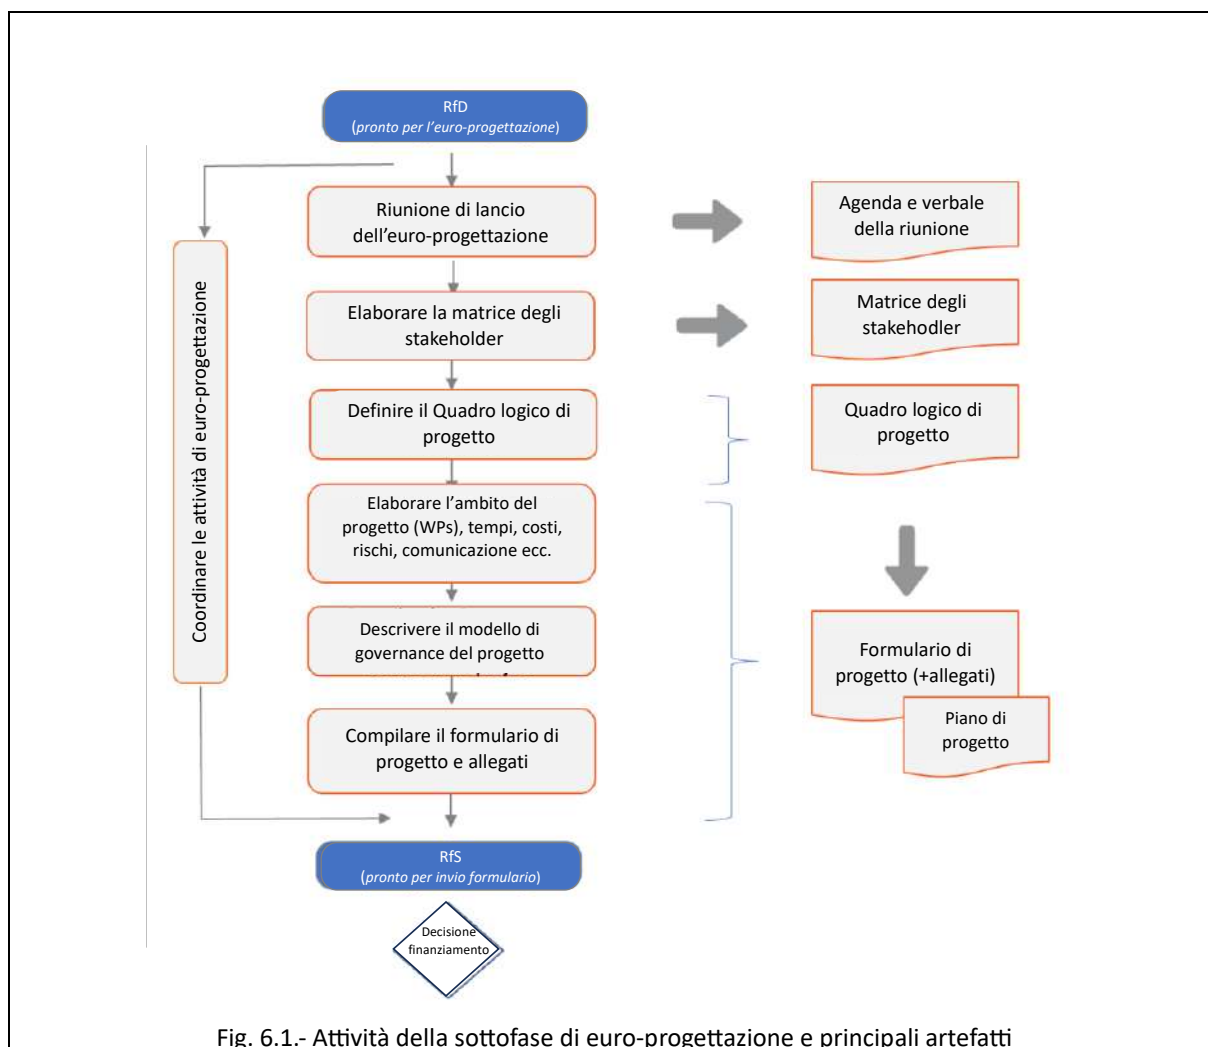 RfD
(pronto per l'euro-progettazione)
Riunione di lancio
dell'euro-progettazione
Agenda e verbale
della riunione
Coordinare le attività di euro-progettazione
Elaborare la matrice degli
stakeholder
Matrice degli
stakehodler
Definire il Quadro logico di
progetto
Quadro logico di
progetto
Elaborare l'ambito del
progetto (WPs), tempi, costi,
rischi, comunicazione ecc.
Descrivere il modello di
governance del progetto
Formulario di
progetto (+allegati)
Piano di
progetto
Compilare il formulario di
progetto e allegati
RfS
(pronto per invio formulario)
Decisione
finanziamento
Fig. 6.1.- Attività della sottofase di euro-progettazione e principali artefatti